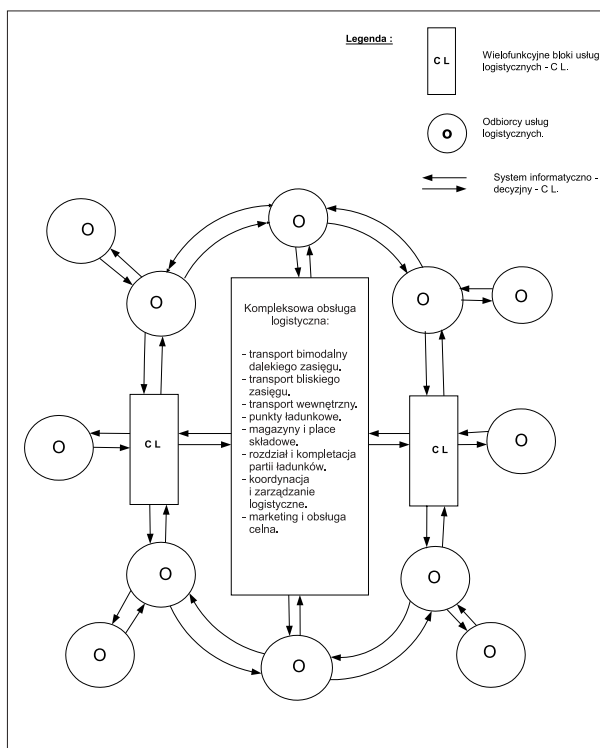 Legenda :
C L
Wielofunkcyjne bloki usług
logistycznych - C L.
O
Odbiorcy usług
logistycznych.
System informatyczno -
decyzyjny - C L.
O
O
O
O
O
Kompleksowa obsługa
logistyczna:
- transport bimodalny
dalekiego zasięgu.
- transport bliskiego
zasięgu.
- transport wewnętrzny.
- punkty ładunkowe.
- magazyny i place
składowe.
- rozdział i kompletacja
partii ładunków.
- koordynacja
i zarządzanie
logistyczne.
- marketing i obsługa
celna.
O
C L
C L
O
O
O
O
O
O